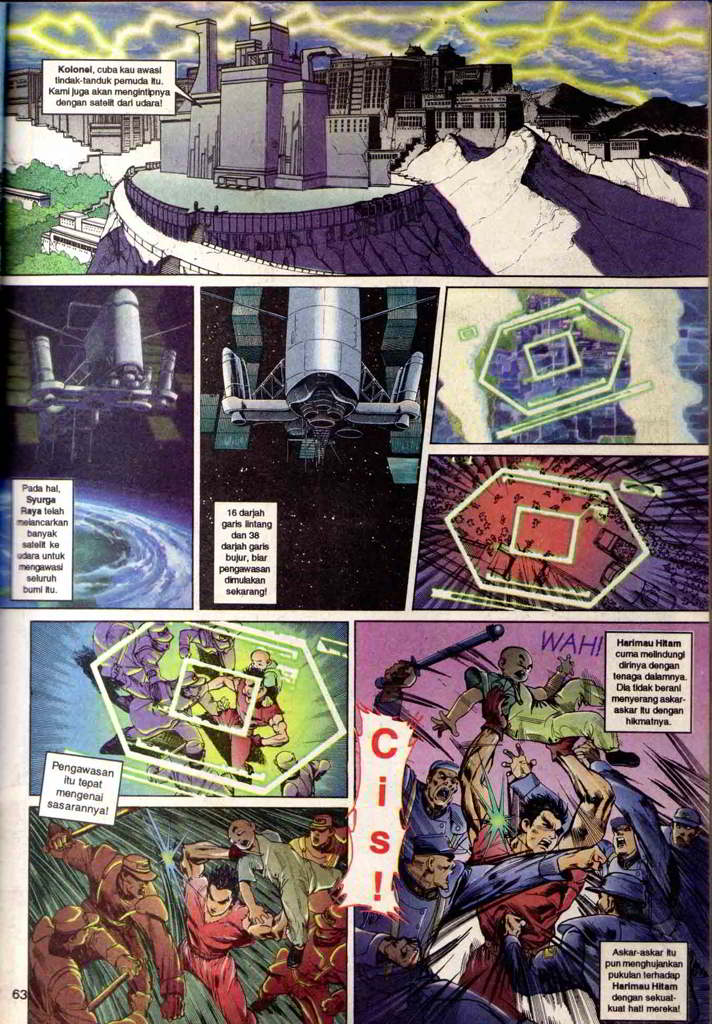 Kolonel, cuba kau awasi
tindak-tanduk pemuda itu.
Kami juga akan mengintipnya
dengan satelit dari udara!
Pada hal,
Syurga
Raya telah
melancarkan
banyak
satelit ke
udara untuk
mengawasi
seluruh
bumi itu.
16 darjah
garis lintang
dan 38
darjah garis
bujur, biar
pengawasan
dimulakan
sekarang!
Pengawasan
itu tepat
mengenai
sasarannya!
WAH!
Harimau Hitam
cuma melindungi
dirinya dengan
tenaga dalamnya.
Dia tidak berani
menyerang askar-
askar itu dengan
hikmatnya.
Cis!
Askar-askar itu
pun menghujankan
pukulan terhadap
Harimau Hitam
dengan sekuat-
kuat hati mereka!
63